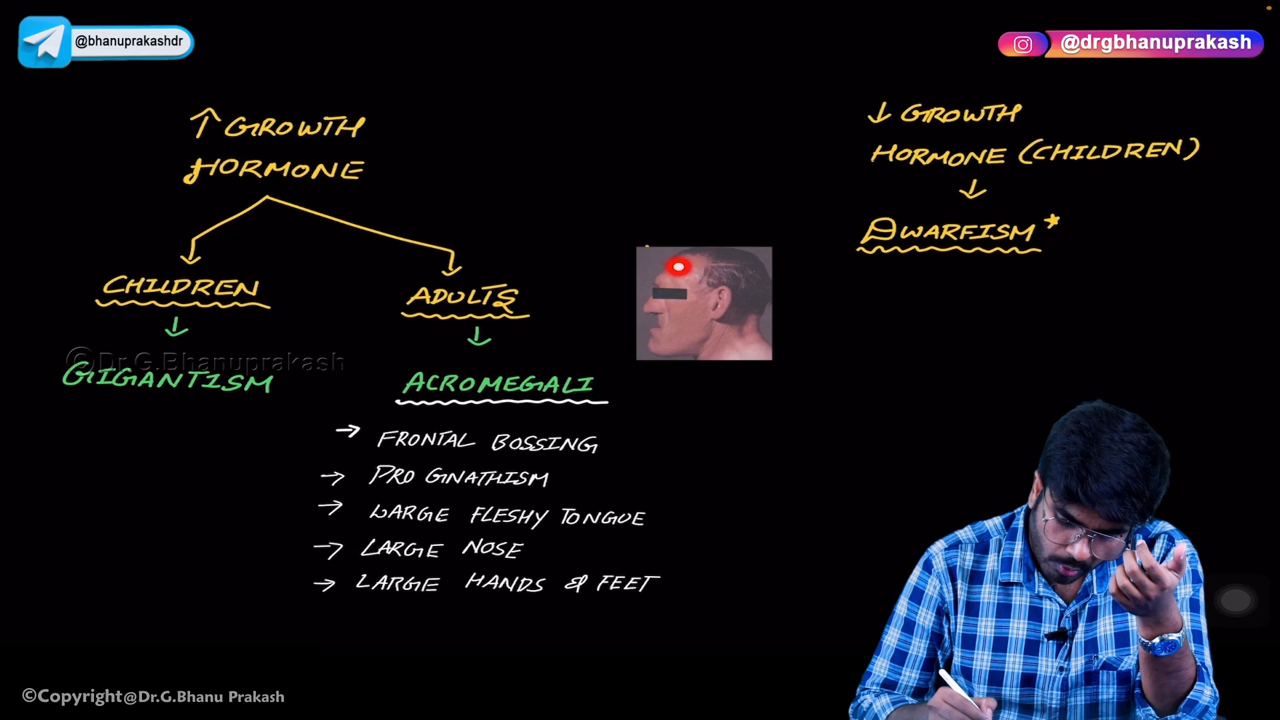 @bhanuprakashdr
@drgbhanuprakash
↑ GROWTH
HORMONE
CHILDREN
↓
GIGANTISM
ADULTS
↓
ACROMEGALI
→ FRONTAL BOSSING
→ PRO GNATHISM
→ LARGE FLESHY TONGUE
→ LARGE NOSE
→ LARGE HANDS & FEET
↓ GROWTH
HORMONE (CHILDREN)
↓
DWARFISM *
©Dr.G.Bhanuprakash
©Copyright@Dr.G.Bhanu Prakash